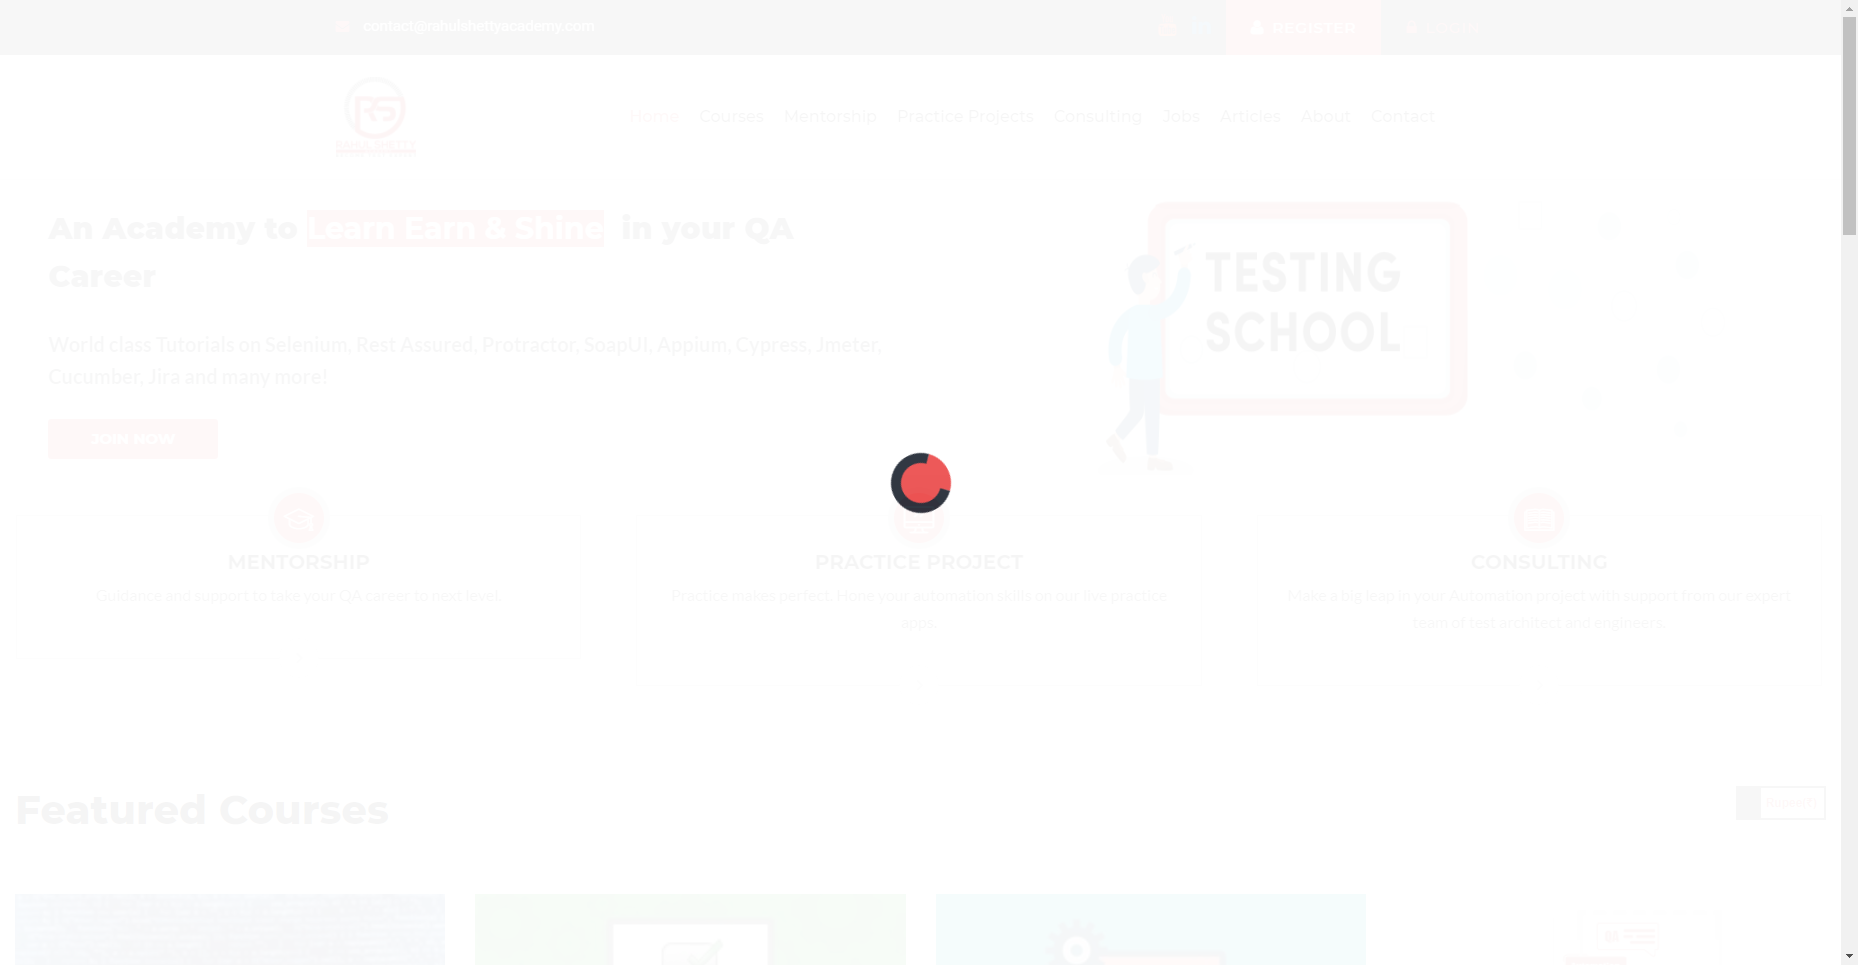 contact@rahulshettyacademy.com
REGISTER
RAHUL SHETTY
Home Courses Mentorship Practice Projects Consulting Jobs Articles About Contact
An Academy to Learn Earn & Shine in your QA
Career
World class Tutorials on Selenium, Rest Assured, Protractor, SoapUI, Appium, Cypress, Jmeter,
Cucumber, Jira and many more!
JOIN NOW
TESTING
SCHOOL
MENTORSHIP
Guidance and support to take your QA career to next level.
PRACTICE PROJECT
Practice makes perfect. Hone your automation skills on our live practice
apps.
CONSULTING
Make a big leap in your Automation project with support from our expert
team of test architect and engineers.
Featured Courses